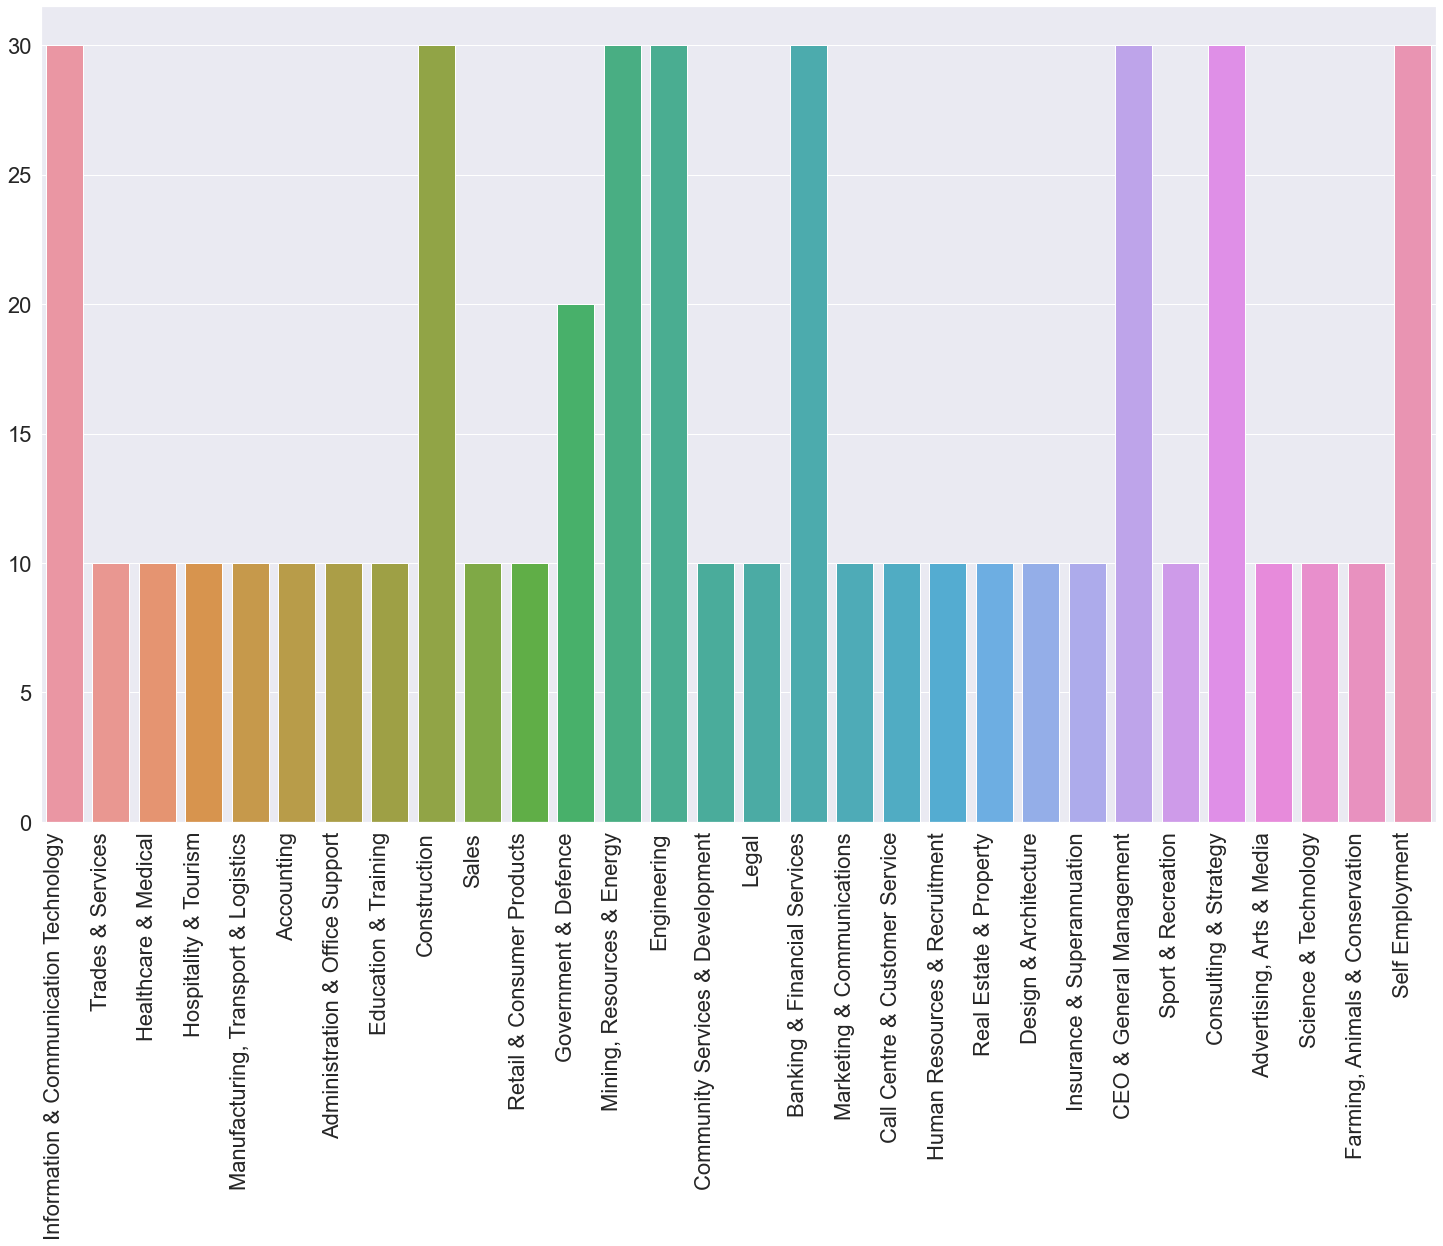 30
25
20
15
10
5
0
Information & Communication Technology
Trades & Services
Healthcare & Medical
Hospitality & Tourism
Manufacturing, Transport & Logistics
Accounting
Administration & Office Support
Education & Training
Construction
Sales
Retail & Consumer Products
Government & Defence
Mining, Resources & Energy
Engineering
Community Services & Development
Legal
Banking & Financial Services
Marketing & Communications
Call Centre & Customer Service
Human Resources & Recruitment
Real Estate & Property
Design & Architecture
Insurance & Superannuation
CEO & General Management
Sport & Recreation
Consulting & Strategy
Advertising, Arts & Media
Science & Technology
Farming, Animals & Conservation
Self Employment